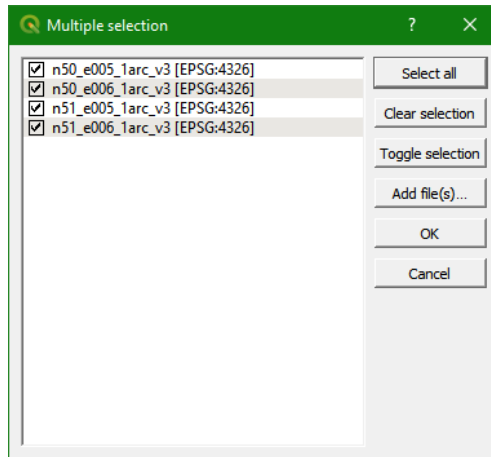 Multiple selection
n50_e005_1arc_v3 [EPSG:4326]
n50_e006_1arc_v3 [EPSG:4326]
n51_e005_1arc_v3 [EPSG:4326]
n51_e006_1arc_v3 [EPSG:4326]
Select all
Clear selection
Toggle selection
Add file(s)...
OK
Cancel